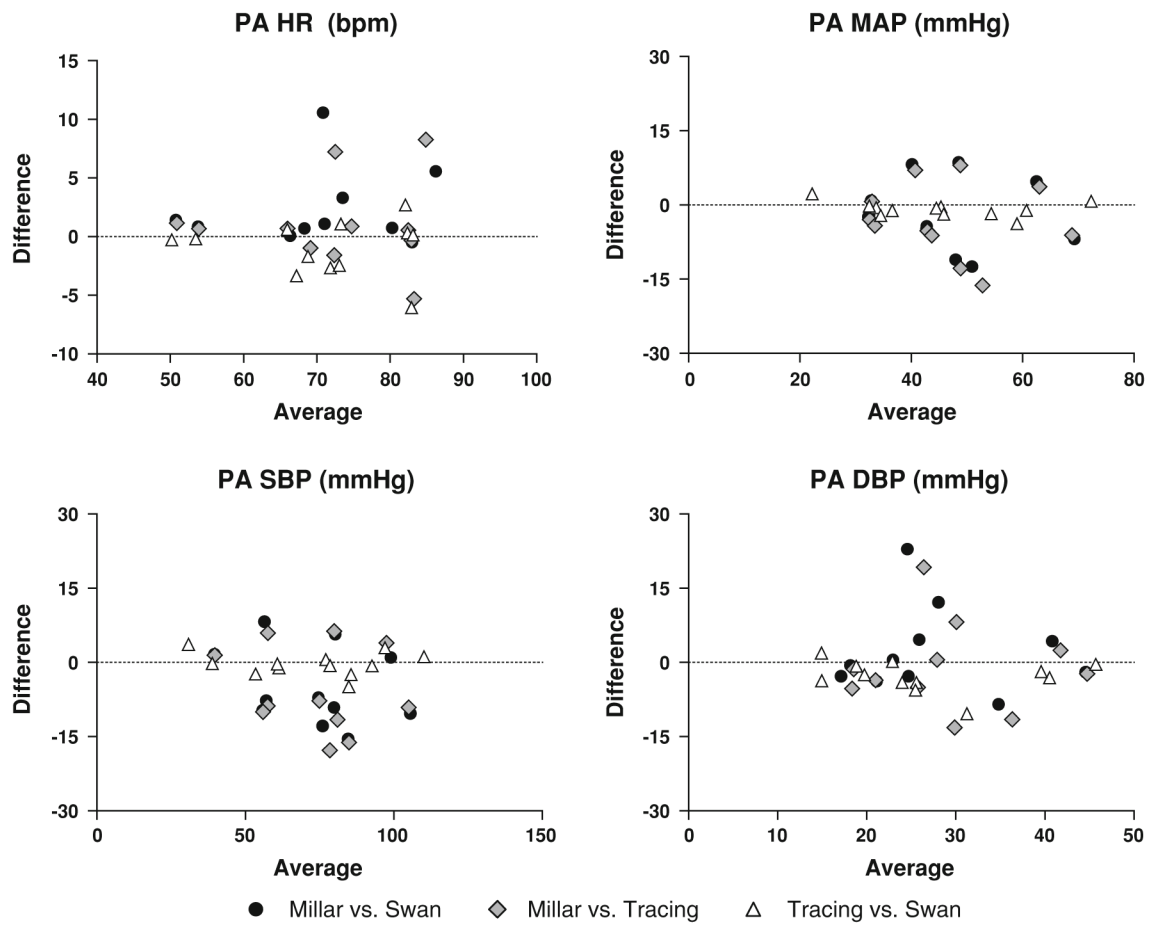 PA HR (bpm)
15
10
5
0
-5
-10
Difference
40 50 60 70 80 90 100
Average
PA MAP (mmHg)
30
15
0
-15
-30
Difference
0 20 40 60 80
Average
PA SBP (mmHg)
30
15
0
-15
-30
Difference
0 50 100 150
Average
PA DBP (mmHg)
30
15
0
-15
-30
Difference
0 10 20 30 40 50
Average
Millar vs. Swan Millar vs. Tracing Tracing vs. Swan